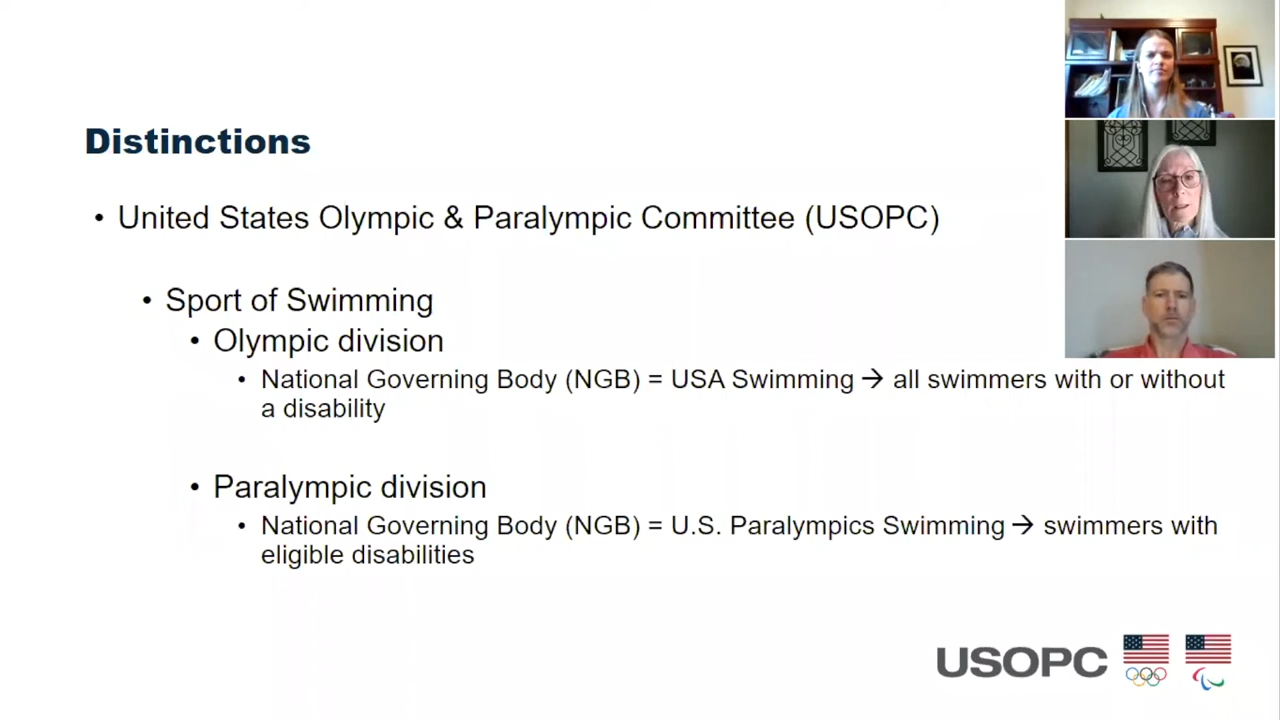 Distinctions
• United States Olympic & Paralympic Committee (USOPC)
• Sport of Swimming
• Olympic division
• National Governing Body (NGB) = USA Swimming → all swimmers with or without
a disability
• Paralympic division
• National Governing Body (NGB) = U.S. Paralympics Swimming → swimmers with
eligible disabilities
USOPC